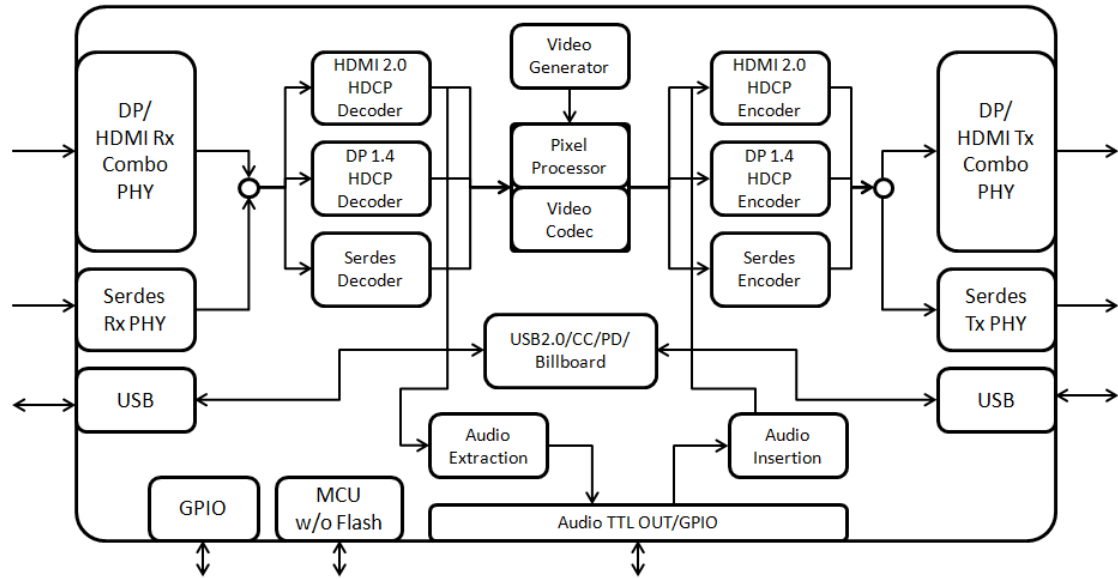 DP/
HDMI Rx
Combo
PHY
Serdes
Rx PHY
USB
HDMI 2.0
HDCP
Decoder
DP 1.4
HDCP
Decoder
Serdes
Decoder
Video
Generator
Pixel
Processor
Video
Codec
HDMI 2.0
HDCP
Encoder
DP 1.4
HDCP
Encoder
Serdes
Encoder
DP/
HDMI Tx
Combo
PHY
Serdes
Tx PHY
USB
USB2.0/CC/PD/
Billboard
Audio
Extraction
Audio
Insertion
GPIO
MCU
w/o Flash
Audio TTL OUT/GPIO